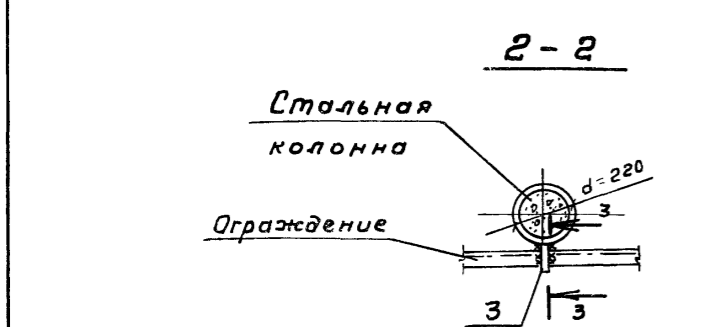 2 - 2
Стальная
колонна
d=220
3
Ограждение
3
3